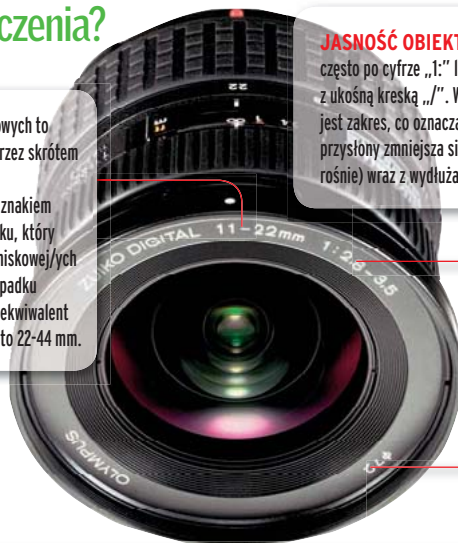 czenia?
JASNOŚĆ OBIEKT
często po cyfrze „1:”
z ukośną kreską „/”. W
jest zakres, co oznacza
przysłony zmniejsza si
rośnie) wraz z wydłuża
owych to
rzez skrótem
znakiem
ku, który
niskowej/ych
padku
ekwiwalent
to 22-44 mm.
22
ZUIKO DIGITAL 11–22mm 1:2,8–3,5
OLYMPUS